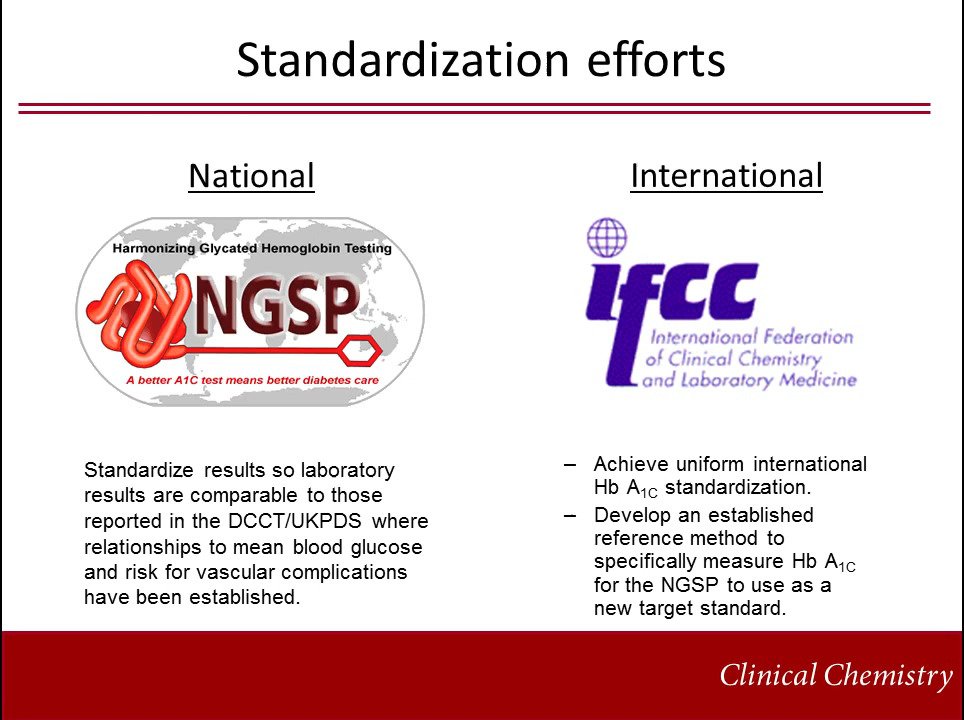 Standardization efforts
National
Harmonizing Glycated Hemoglobin Testing
NGSP
A better A1C test means better diabetes care
Standardize results so laboratory
results are comparable to those
reported in the DCCT/UKPDS where
relationships to mean blood glucose
and risk for vascular complications
have been established.
International
ifcc
International Federation
of Clinical Chemistry
and Laboratory Medicine
– Achieve uniform international
Hb A1C standardization.
– Develop an established
reference method to
specifically measure Hb A1C
for the NGSP to use as a
new target standard.
Clinical Chemistry